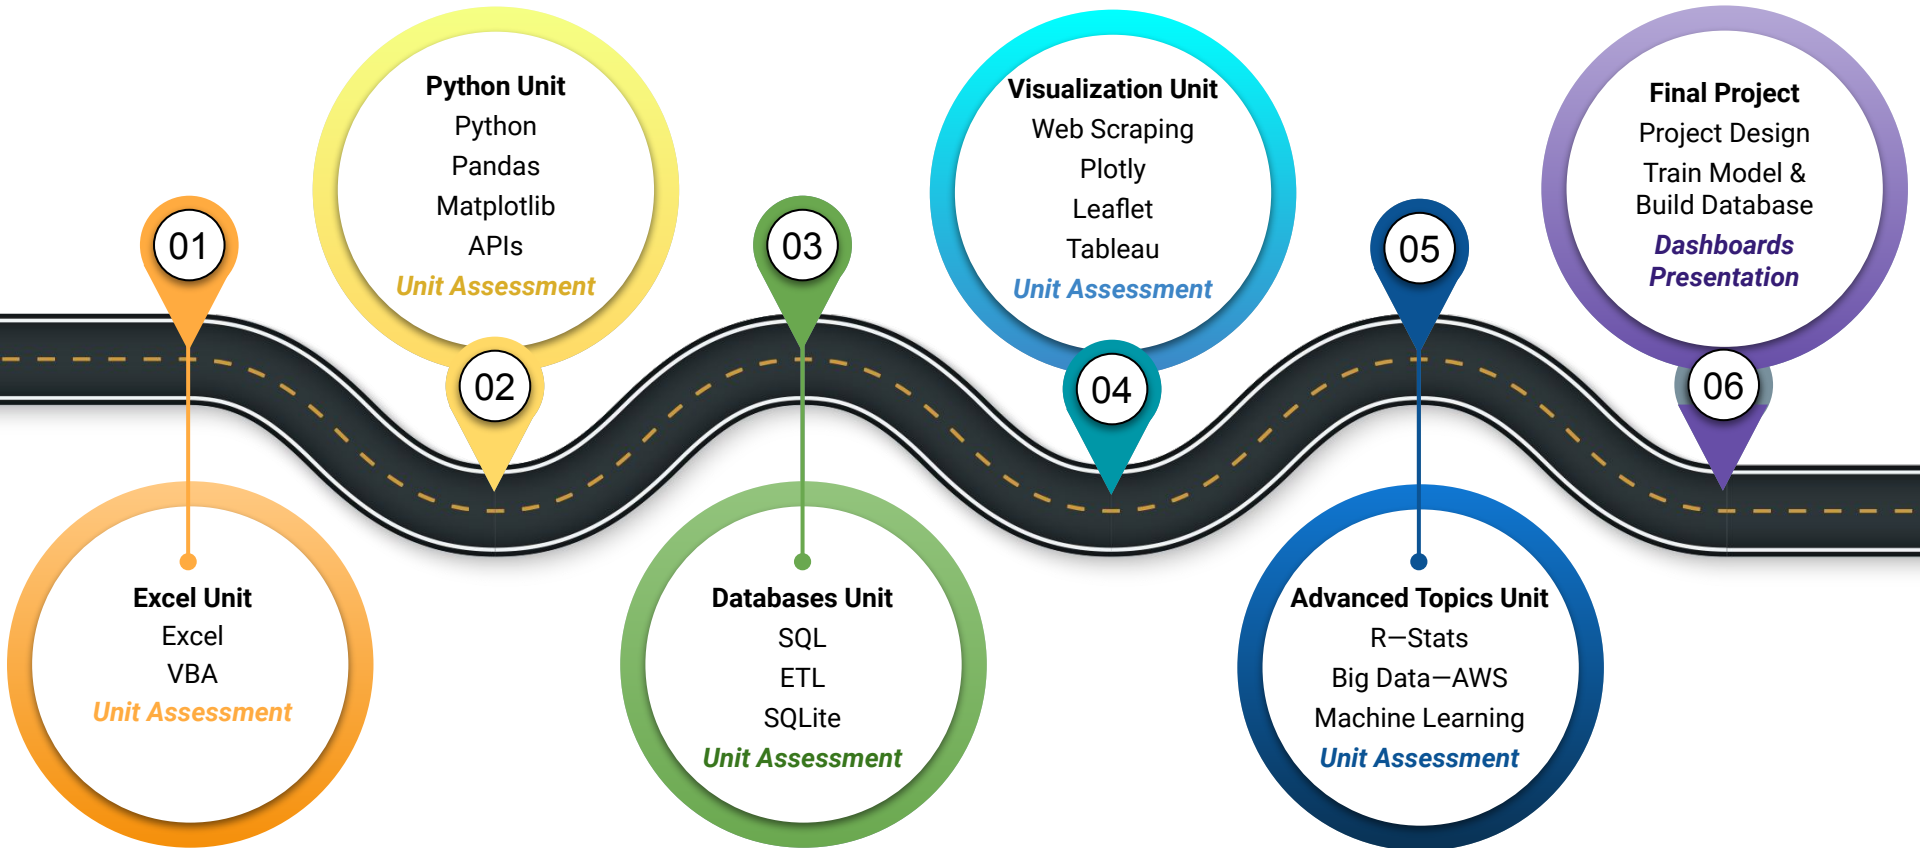 01
Excel Unit
Excel
VBA
Unit Assessment
02
Python Unit
Python
Pandas
Matplotlib
APIs
Unit Assessment
03
Databases Unit
SQL
ETL
SQLite
Unit Assessment
04
Visualization Unit
Web Scraping
Plotly
Leaflet
Tableau
Unit Assessment
05
Advanced Topics Unit
R—Stats
Big Data—AWS
Machine Learning
Unit Assessment
06
Final Project
Project Design
Train Model &
Build Database
Dashboards
Presentation